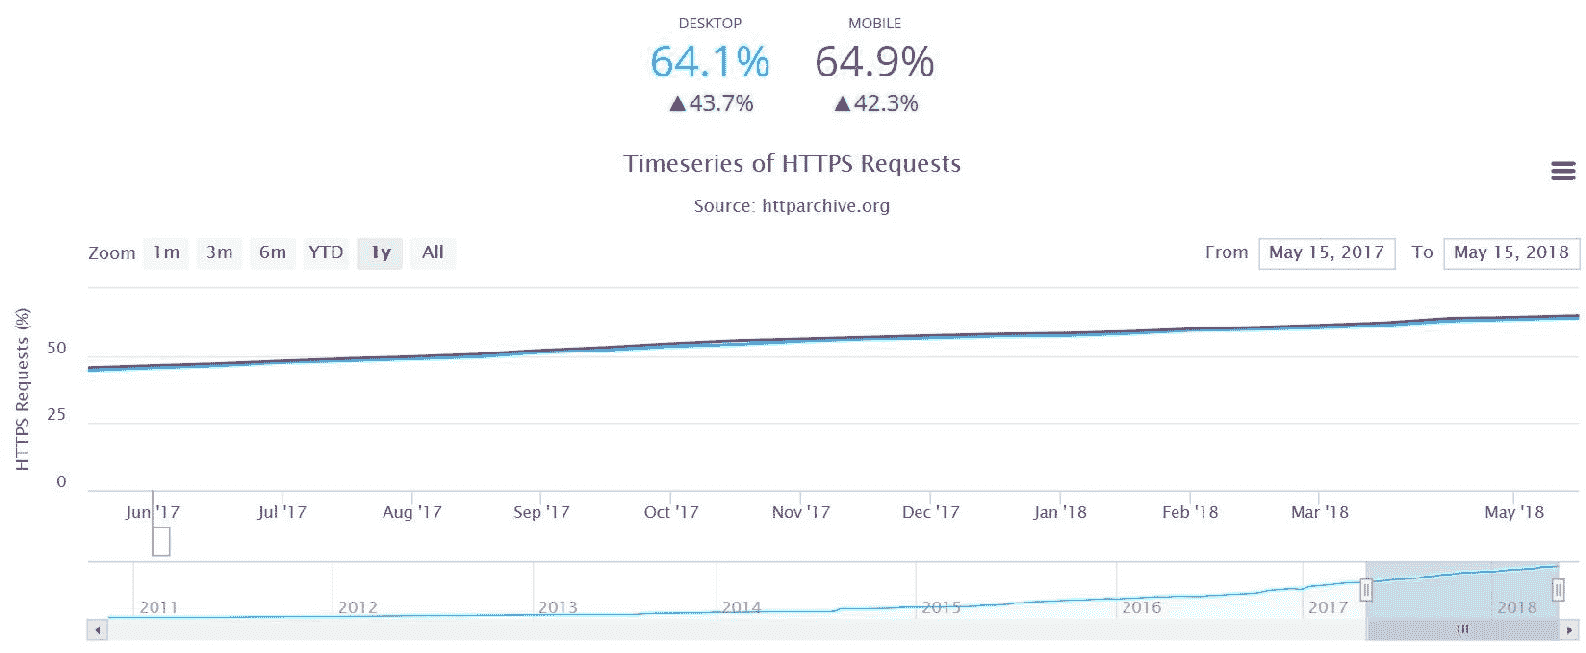 DESKTOP MOBILE
64.1% 64.9%
▲43.7% ▲42.3%
Timeseries of HTTPS Requests
Source: httparchive.org
Zoom 1m 3m 6m YTD 1y All From May 15, 2017 To May 15, 2018
HTTPS Requests (%)
50
25
0
Jun '17 Jul '17 Aug '17 Sep '17 Oct '17 Nov '17 Dec '17 Jan '18 Feb '18 Mar '18 May '18
2011 2012 2013 2014 2015 2016 2017 2018